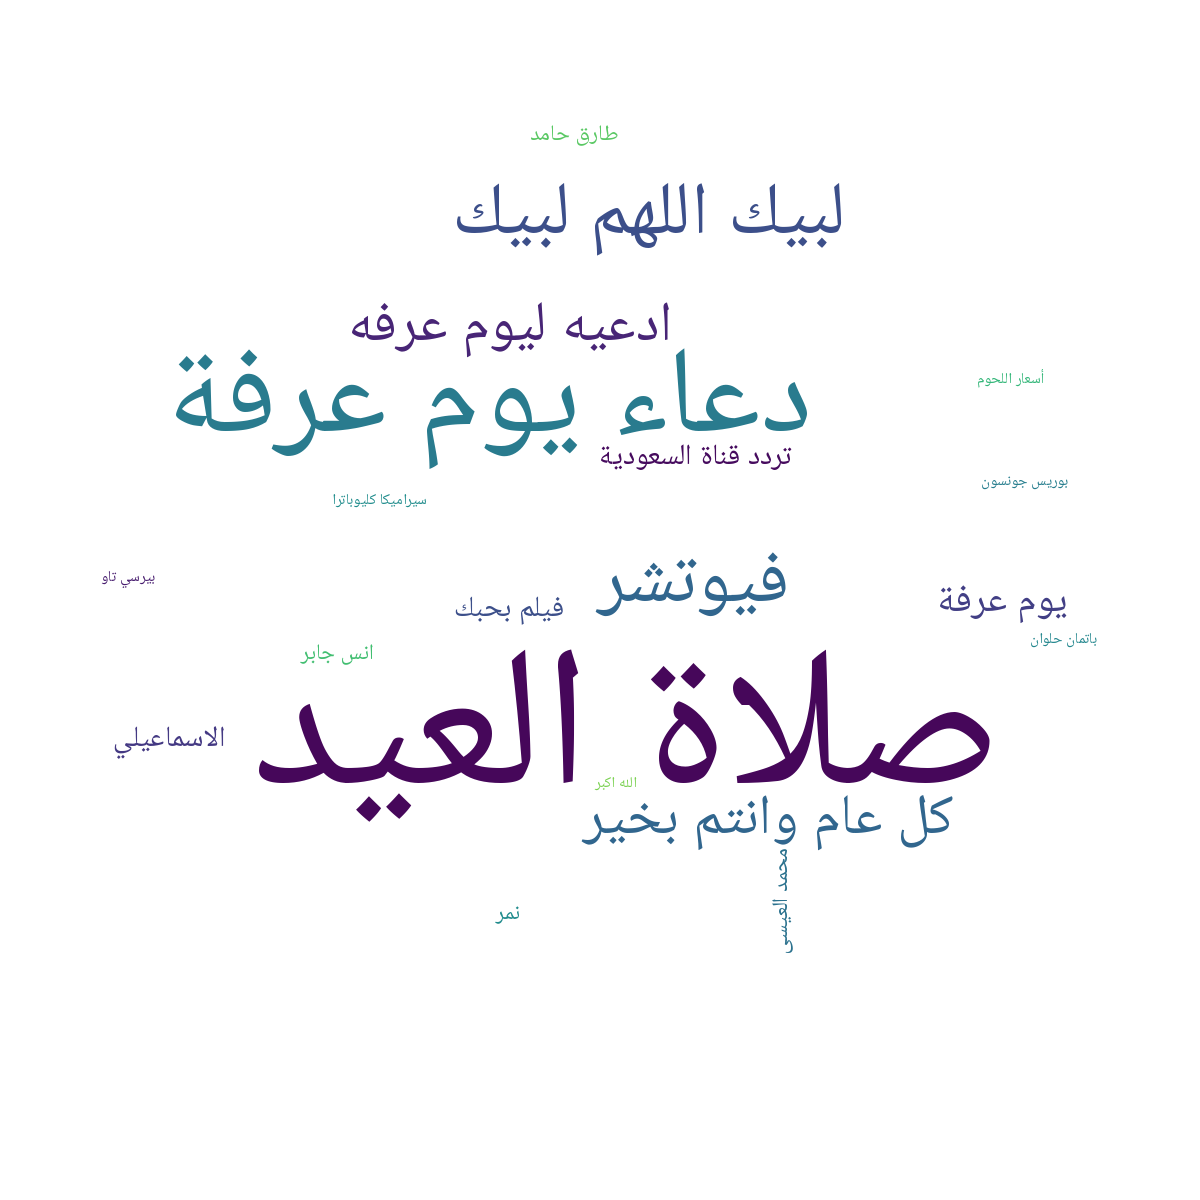 طارق حامد
لبيك اللهم لبيك
ادعيه ليوم عرفه
دعاء يوم عرفة
أسعار اللحوم
تردد قناة السعودية
بوريس جونسون
سيراميكا كليوباترا
بيرسي تاو
فيوتشر
يوم عرفة
فيلم بحبك
باتمان حلوان
انس جابر
صلاة العيد
الاسماعيلي
الله اكبر
كل عام وانتم بخير
محمد العيسى
نمر